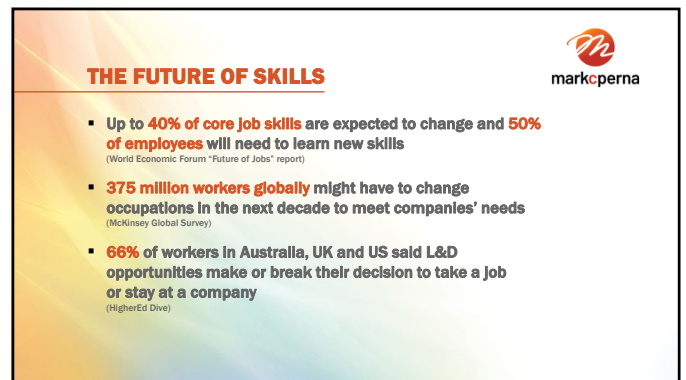 markcperna
THE FUTURE OF SKILLS
▪ Up to 40% of core job skills are expected to change and 50%
of employees will need to learn new skills
(World Economic Forum “Future of Jobs” report)
▪ 375 million workers globally might have to change
occupations in the next decade to meet companies’ needs
(McKinsey Global Survey)
▪ 66% of workers in Australia, UK and US said L&D
opportunities make or break their decision to take a job
or stay at a company
(HigherEd Dive)